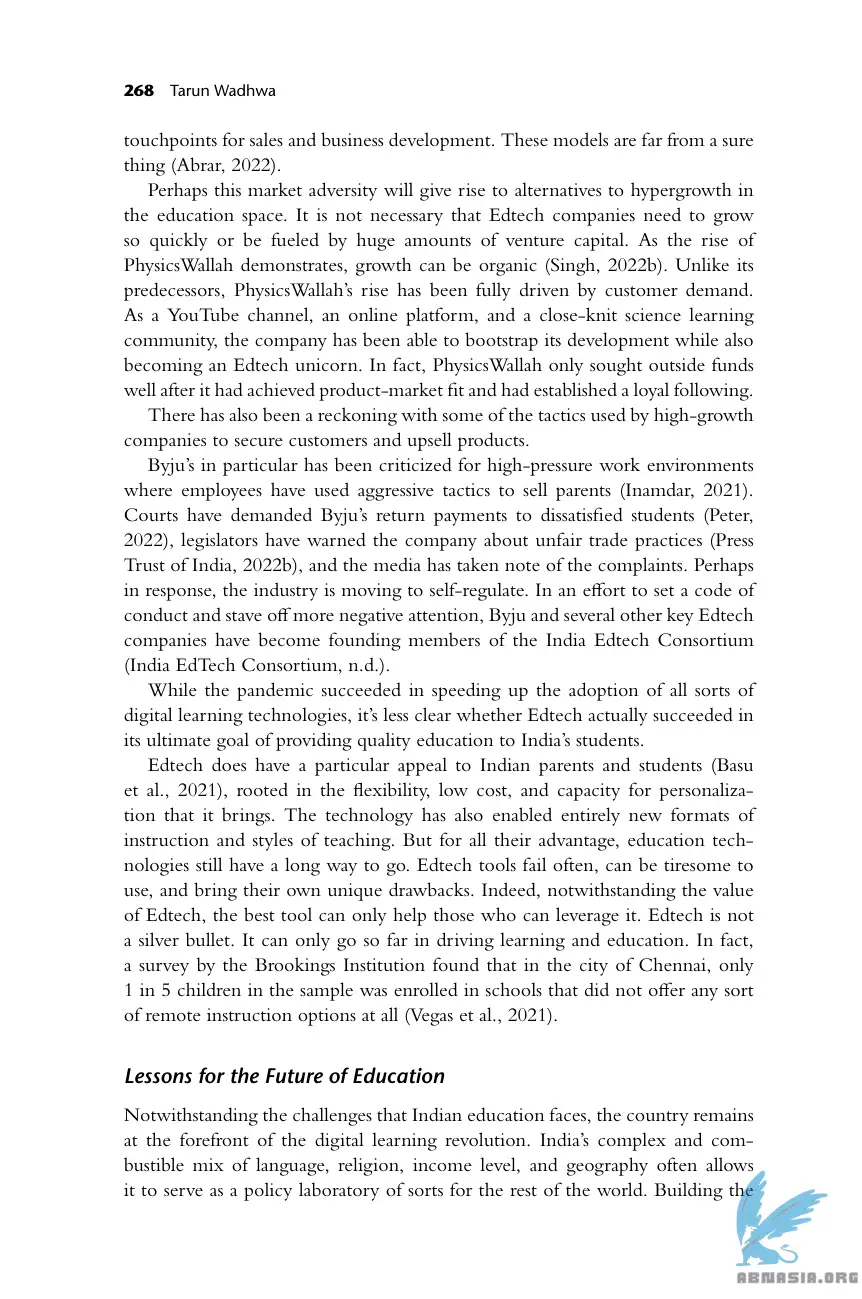 268 Tarun Wadhwa
touchpoints for sales and business development. These models are far from a sure
thing (Abrar, 2022).
Perhaps this market adversity will give rise to alternatives to hypergrowth in
the education space. It is not necessary that Edtech companies need to grow
so quickly or be fueled by huge amounts of venture capital. As the rise of
PhysicsWallah demonstrates, growth can be organic (Singh, 2022b). Unlike its
predecessors, PhysicsWallah’s rise has been fully driven by customer demand.
As a YouTube channel, an online platform, and a close-knit science learning
community, the company has been able to bootstrap its development while also
becoming an Edtech unicorn. In fact, PhysicsWallah only sought outside funds
well after it had achieved product-market fit and had established a loyal following.
There has also been a reckoning with some of the tactics used by high-growth
companies to secure customers and upsell products.
Byju’s in particular has been criticized for high-pressure work environments
where employees have used aggressive tactics to sell parents (Inamdar, 2021).
Courts have demanded Byju’s return payments to dissatisfied students (Peter,
2022), legislators have warned the company about unfair trade practices (Press
Trust of India, 2022b), and the media has taken note of the complaints. Perhaps
in response, the industry is moving to self-regulate. In an effort to set a code of
conduct and stave off more negative attention, Byju and several other key Edtech
companies have become founding members of the India Edtech Consortium
(India EdTech Consortium, n.d.).
While the pandemic succeeded in speeding up the adoption of all sorts of
digital learning technologies, it’s less clear whether Edtech actually succeeded in
its ultimate goal of providing quality education to India’s students.
Edtech does have a particular appeal to Indian parents and students (Basu
et al., 2021), rooted in the flexibility, low cost, and capacity for personaliza-
tion that it brings. The technology has also enabled entirely new formats of
instruction and styles of teaching. But for all their advantage, education tech-
nologies still have a long way to go. Edtech tools fail often, can be tiresome to
use, and bring their own unique drawbacks. Indeed, notwithstanding the value
of Edtech, the best tool can only help those who can leverage it. Edtech is not
a silver bullet. It can only go so far in driving learning and education. In fact,
a survey by the Brookings Institution found that in the city of Chennai, only
1 in 5 children in the sample was enrolled in schools that did not offer any sort
of remote instruction options at all (Vegas et al., 2021).
Lessons for the Future of Education
Notwithstanding the challenges that Indian education faces, the country remains
at the forefront of the digital learning revolution. India’s complex and com-
bustible mix of language, religion, income level, and geography often allows
it to serve as a policy laboratory of sorts for the rest of the world. Building the
ABNASIA.ORG